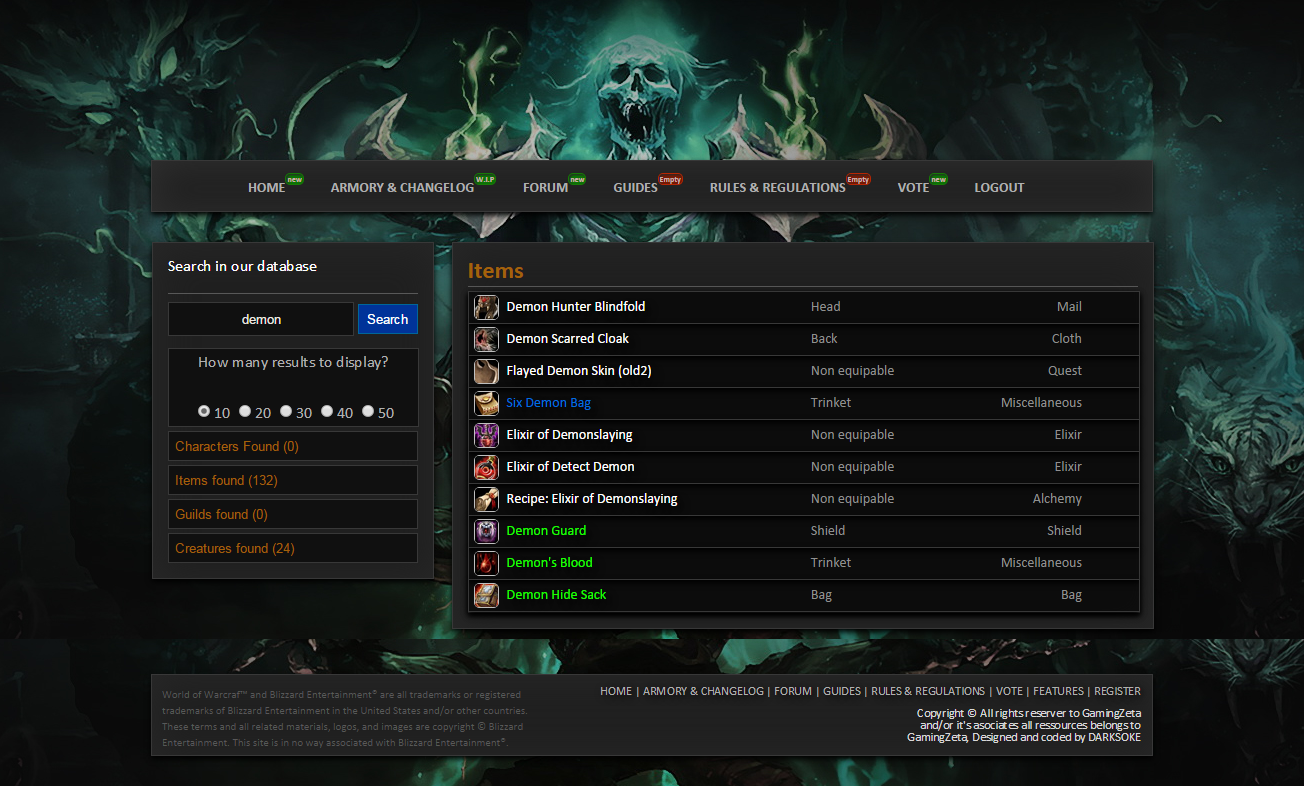 HOME new ARMORY & CHANGELOG W.I.P FORUM new GUIDES Empty RULES & REGULATIONS Empty VOTE new LOGOUT
Search in our database
demon Search
How many results to display?
10 20 30 40 50
Characters Found (0)
Items found (132)
Guilds found (0)
Creatures found (24)
Items
Demon Hunter Blindfold Head Mail
Demon Scarred Cloak Back Cloth
Flayed Demon Skin (old2) Non equipable Quest
Six Demon Bag Trinket Miscellaneous
Elixir of Demonslaying Non equipable Elixir
Elixir of Detect Demon Non equipable Elixir
Recipe: Elixir of Demonslaying Non equipable Alchemy
Demon Guard Shield Shield
Demon's Blood Trinket Miscellaneous
Demon Hide Sack Bag Bag
World of Warcraf™ and Blizzard Entertainment® are all trademarks or registered
trademarks of Blizzard Entertainment in the United States and/or other countries.
These terms and all related materials, logos, and images are copyright © Blizzard
Entertainment. This site is in no way associated with Blizzard Entertainment®.
HOME | ARMORY & CHANGELOG | FORUM | GUIDES | RULES & REGULATIONS | VOTE | FEATURES | REGISTER
Copyright © All rights reserver to GamingZeta
and/or it's asociates all ressources belongs to
GamingZeta, Designed and coded by DARKSOKE